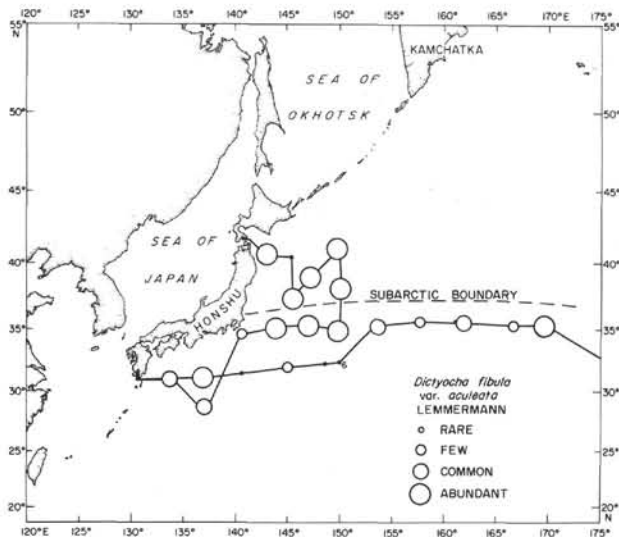 120° 125° 130° 135° 140° 145° 150° 155° 160° 165° 170°E 175°
55° N
55° N
KAMCHATKA
SEA OF
OKHOTSK
50°
50°
45°
45°
SEA OF
JAPAN
40°
40°
HONSHU
SUBARCTIC BOUNDARY
35°
35°
6
30°
30°
Dictyocha fibula
var. aculeata
LEMMERMANN
RARE
FEW
COMMON
ABUNDANT
25°
25°
20°
20° N
120°E 125° 130° 135° 140° 145° 150° 155° 160° 165° 170° 175°